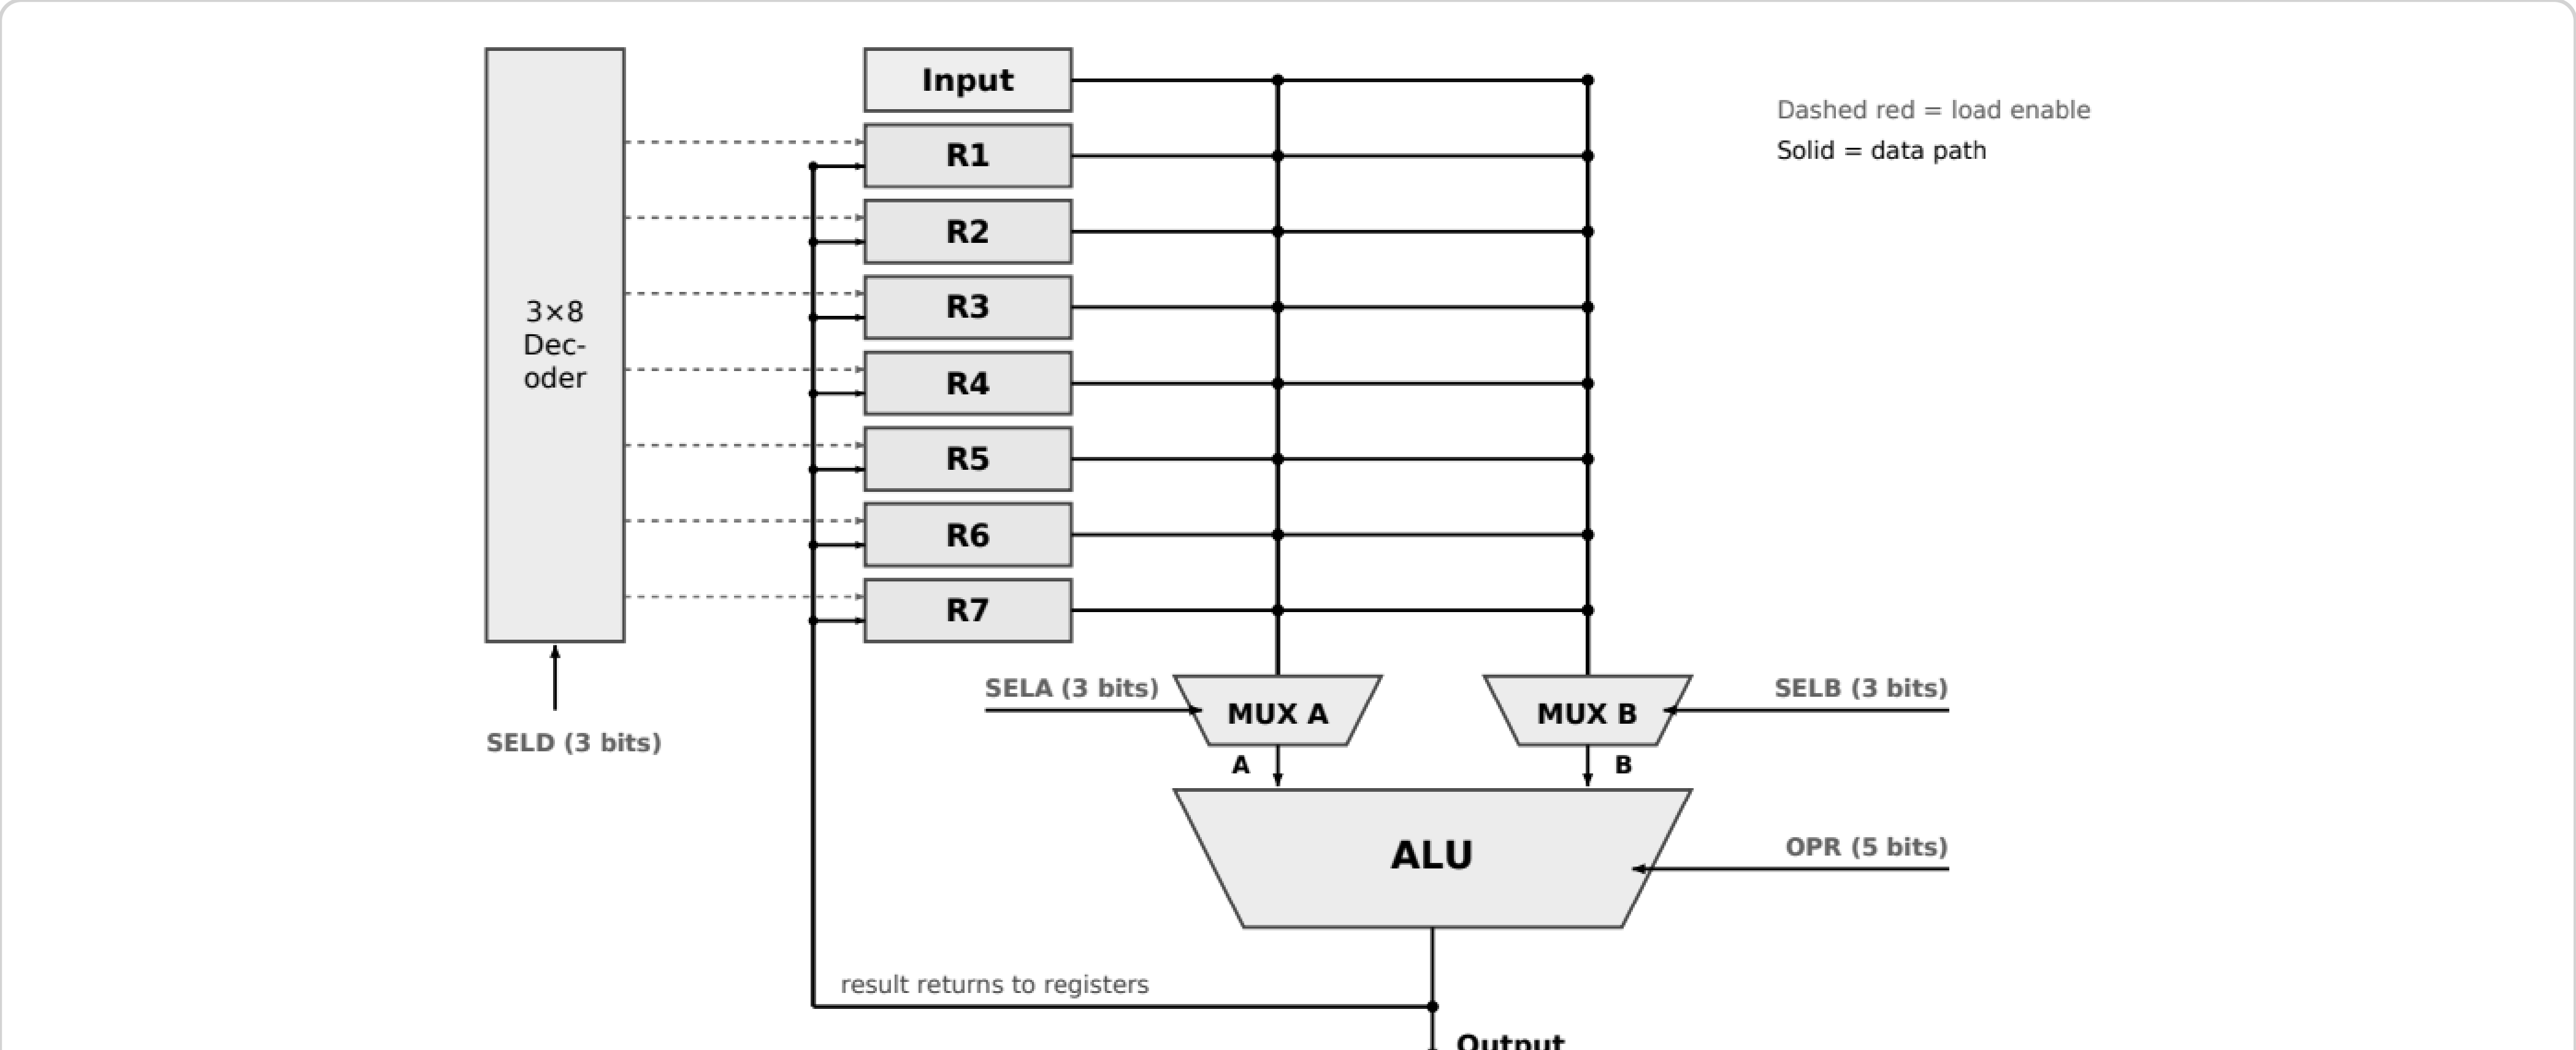 Input
Dashed red = load enable
Solid = data path
R1
R2
R3
3×8
Dec-
oder
R4
R5
R6
R7
SELA (3 bits)
MUX A
MUX B
SELB (3 bits)
SELD (3 bits)
A
B
ALU
OPR (5 bits)
result returns to registers
Output